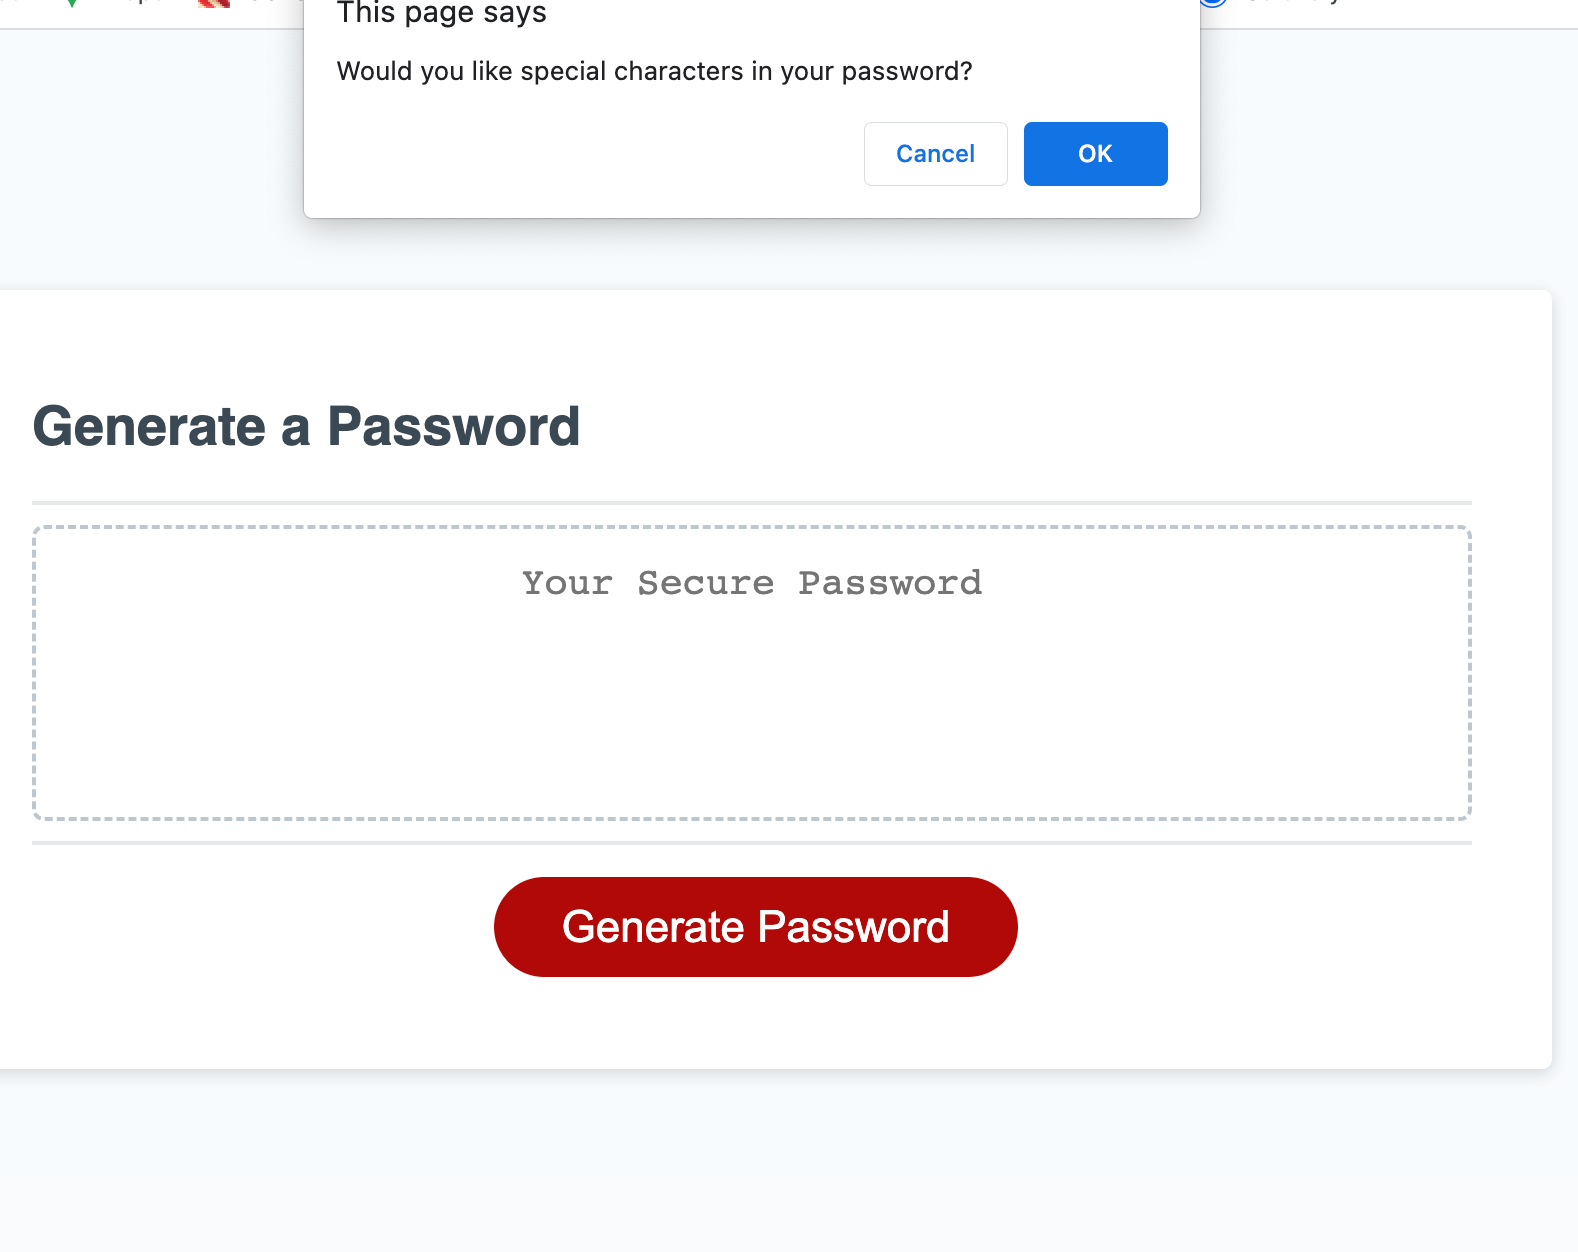 This page says
Would you like special characters in your password?
Cancel
OK
Generate a Password
Your Secure Password
Generate Password